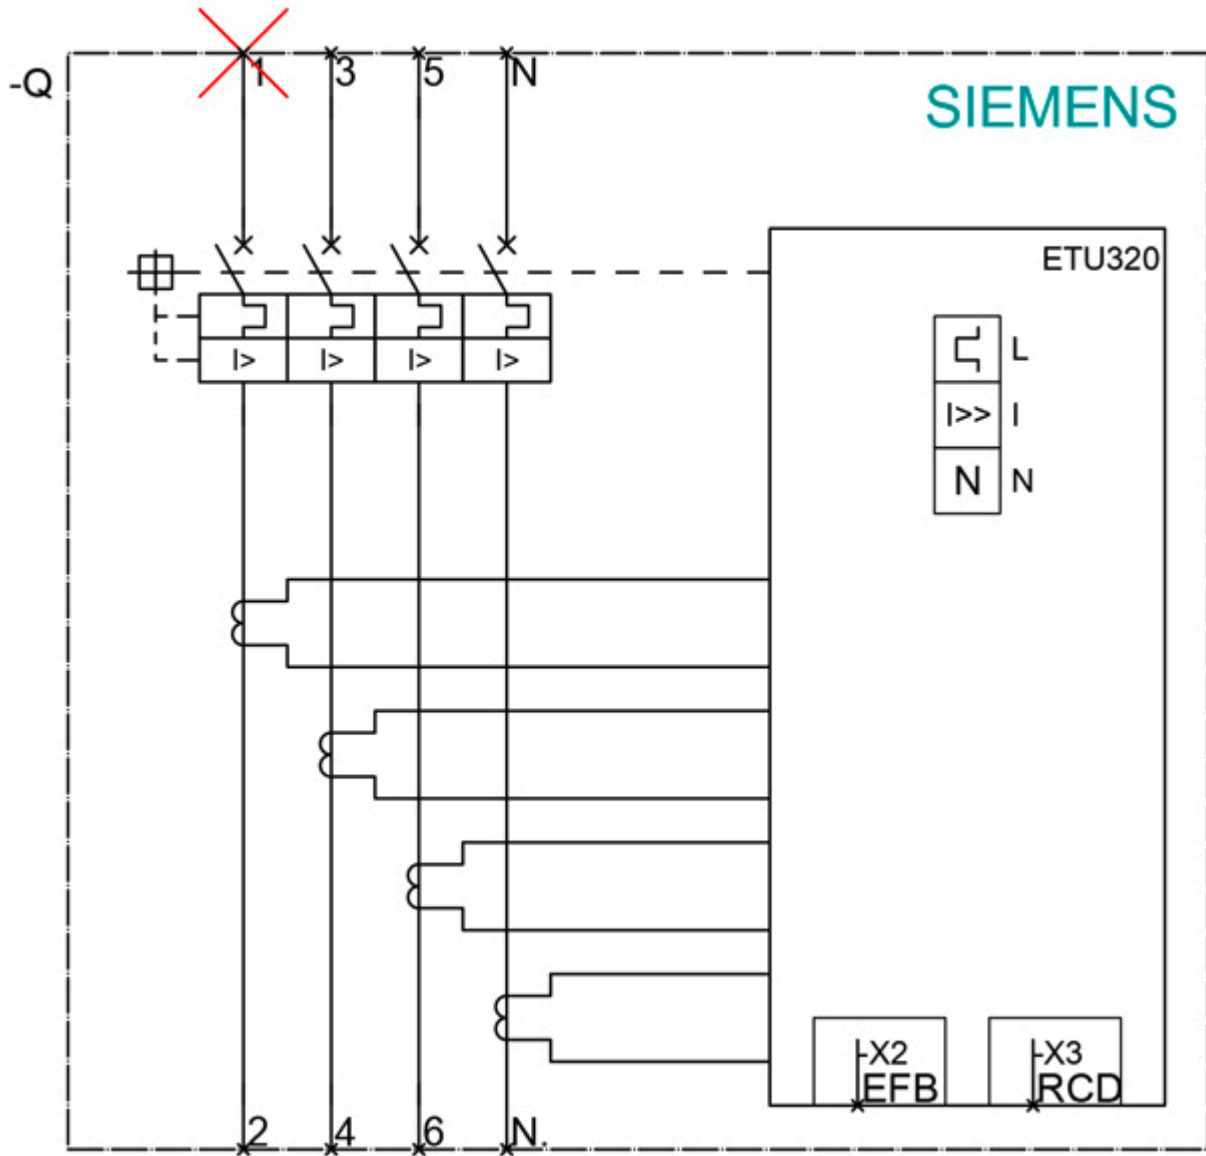 1 3 5 N
-Q
SIEMENS
ETU320
L
I> I> I> I>
I>> I
N N
-X2 -X3
EFB RCD
2 4 6 N.